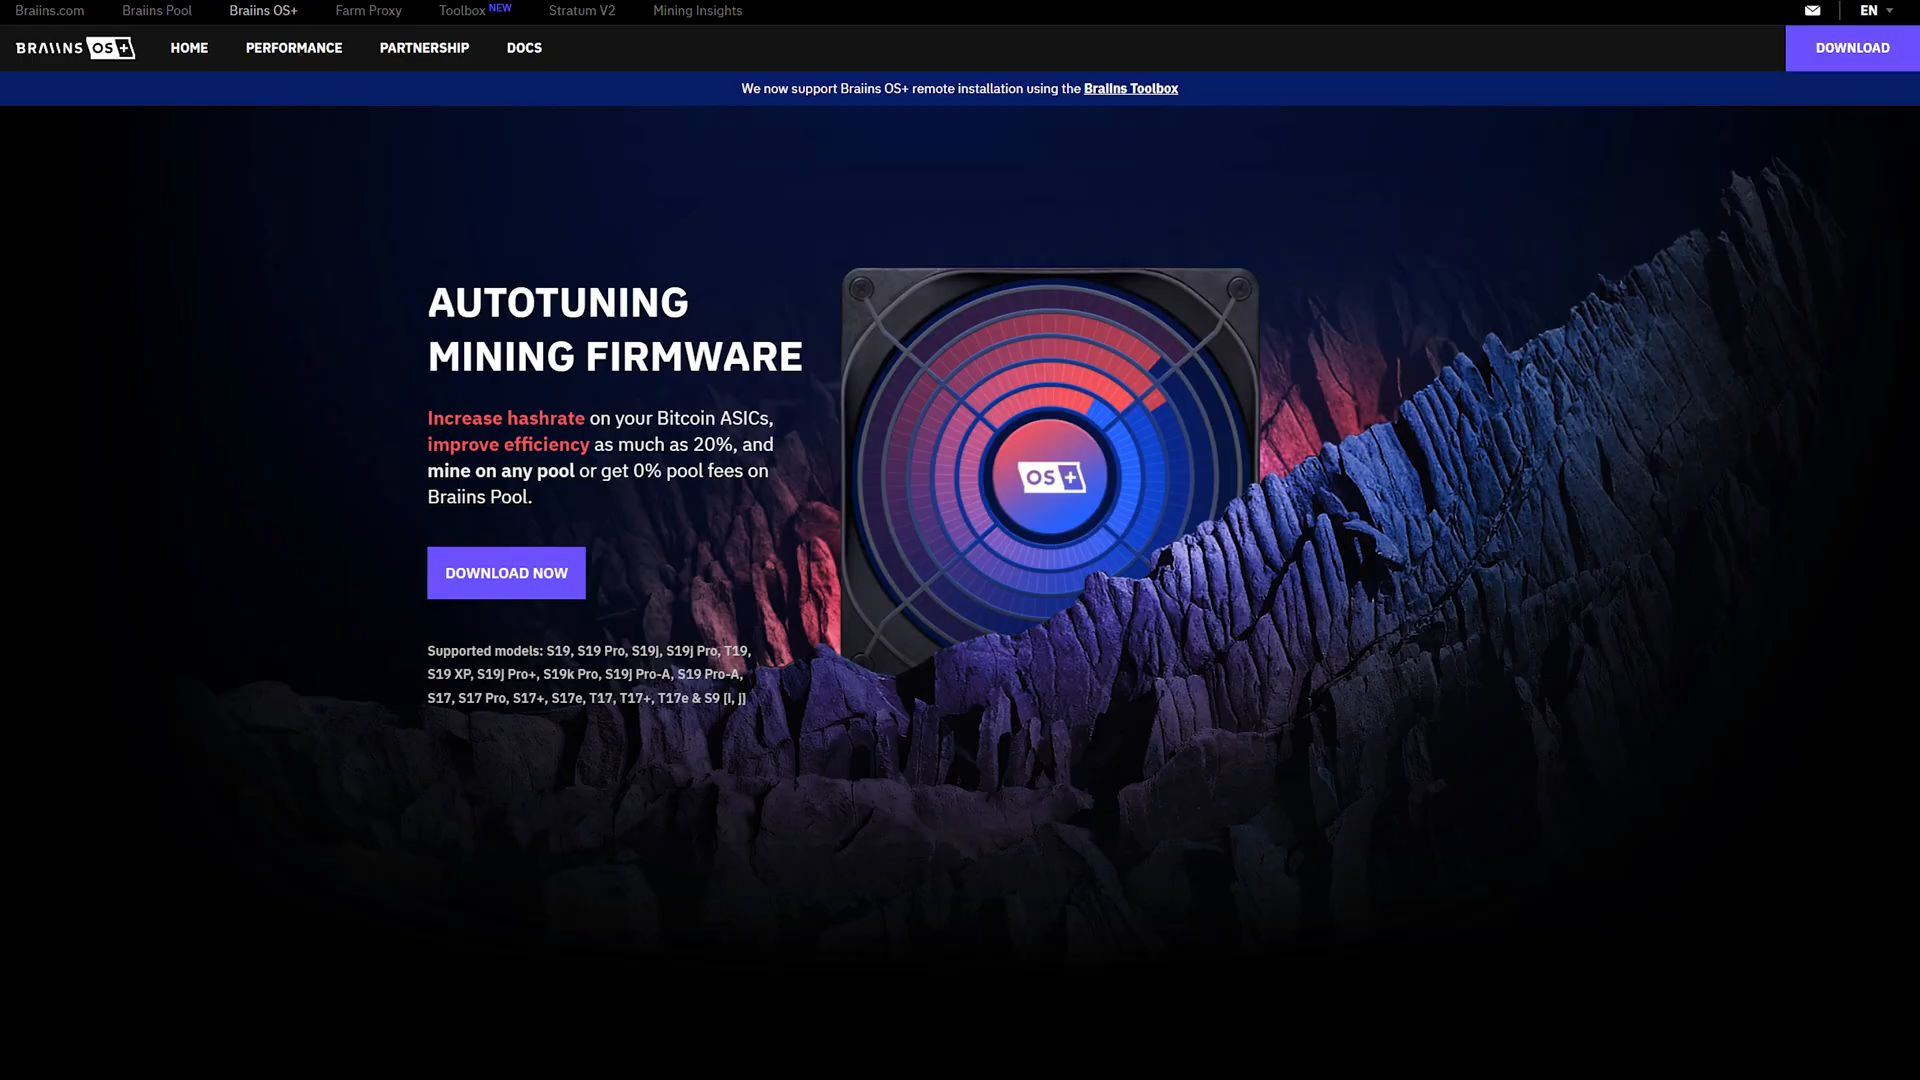 Braiins.com Braiins Pool Braiins OS+ Farm Proxy Toolbox NEW Stratum V2 Mining Insights EN
BRAIINS OS+ HOME PERFORMANCE PARTNERSHIP DOCS DOWNLOAD
We now support Braiins OS+ remote installation using the Braiins Toolbox
AUTOTUNING
MINING FIRMWARE
Increase hashrate on your Bitcoin ASICs,
improve efficiency as much as 20%, and
mine on any pool or get 0% pool fees on
Braiins Pool.
OS+
DOWNLOAD NOW
Supported models: S19, S19 Pro, S19j, S19j Pro, T19,
S19 XP, S19j Pro+, S19k Pro, S19j Pro-A, S19 Pro-A,
S17, S17 Pro, S17+, S17e, T17, T17+, T17e & S9 [i, j]